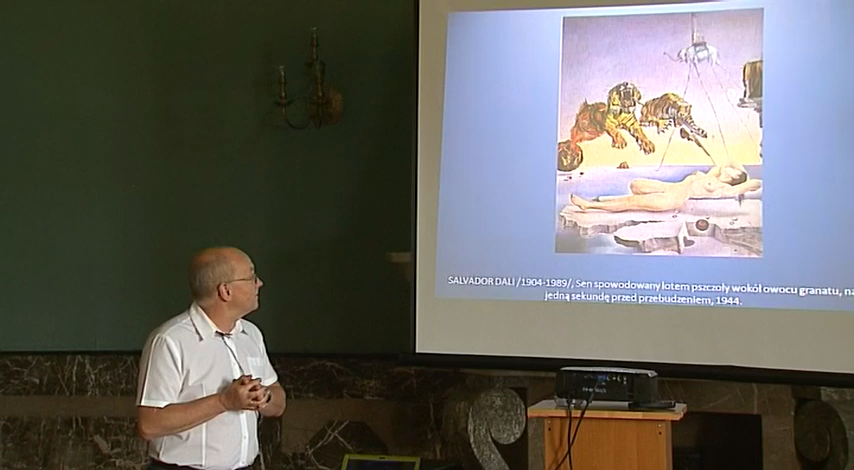 SALVADOR DALI /1904-1989/, Sen spowodowany lotem pszczoły wokół owocu granatu, na
jedną sekundę przed przebudzeniem, 1944.